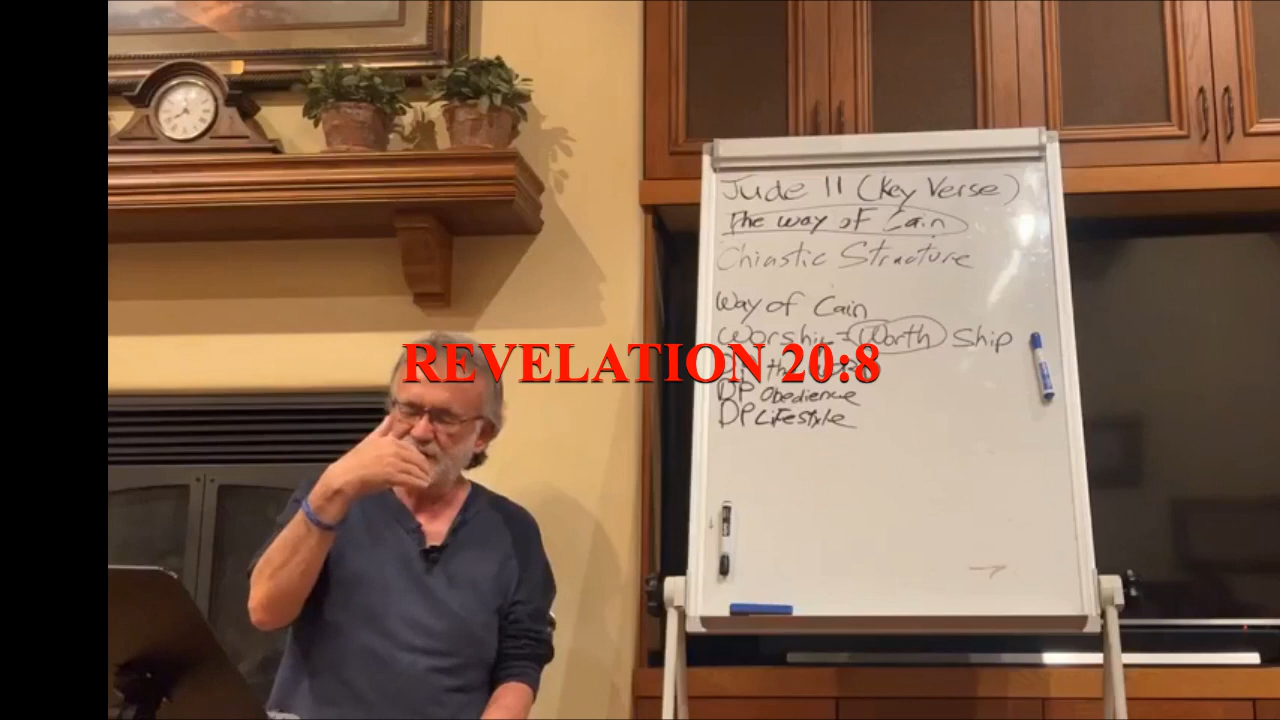 Jude 11 (Key Verse)
The way of Cain
Chiastic Structure
Way of Cain
Worship = Worth Ship
REVELATION 20:8
DP Obedience
DP Lifestyle